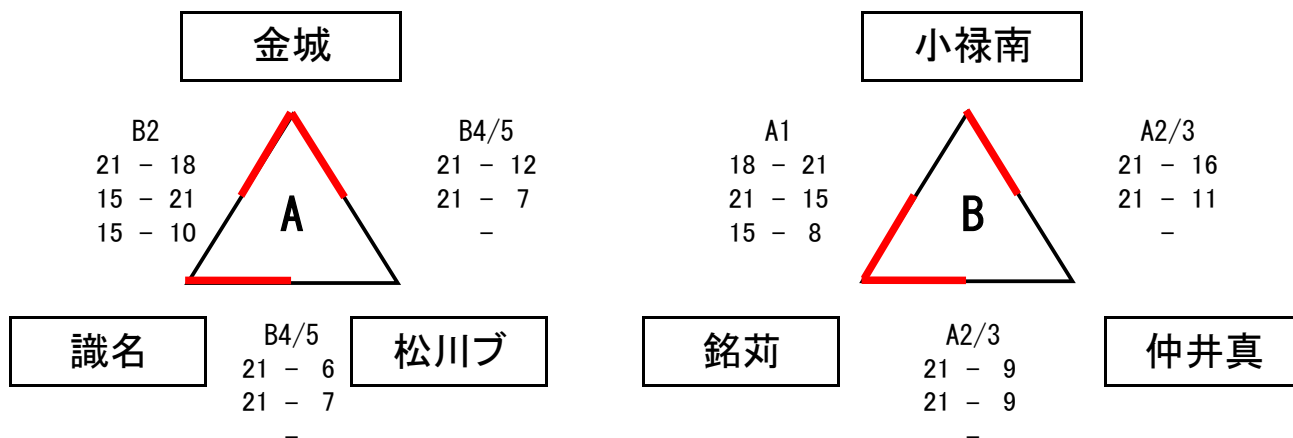 金城
小禄南
B2
21 － 18
15 － 21
15 － 10
A
B4/5
21 － 12
21 － 7
－
A1
18 － 21
21 － 15
15 － 8
B
A2/3
21 － 16
21 － 11
－
識名
B4/5
21 － 6
21 － 7
－
松川ブ
銘苅
A2/3
21 － 9
21 － 9
－
仲井真